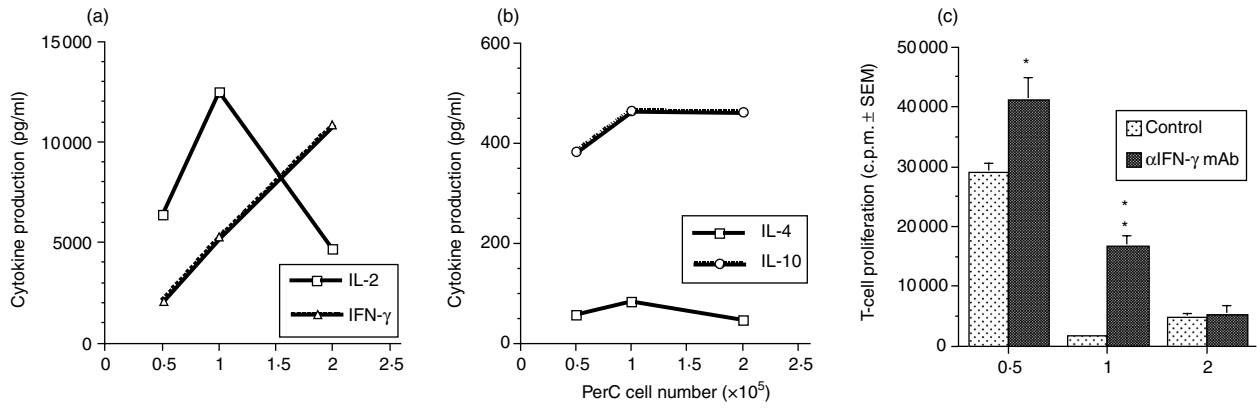 (a)
Cytokine production (pg/ml)
15 000
10 000
5000
0
0
0·5
1
1·5
2
2·5
IL-2
IFN-γ
(b)
Cytokine production (pg/ml)
600
400
200
0
0
0·5
1
1·5
2
2·5
IL-4
IL-10
PerC cell number (×10⁵)
(c)
T-cell proliferation (c.p.m. ± SEM)
50 000
40 000
30 000
20 000
10 000
0
0·5
1
2
*
*
*
Control
αIFN-γ mAb